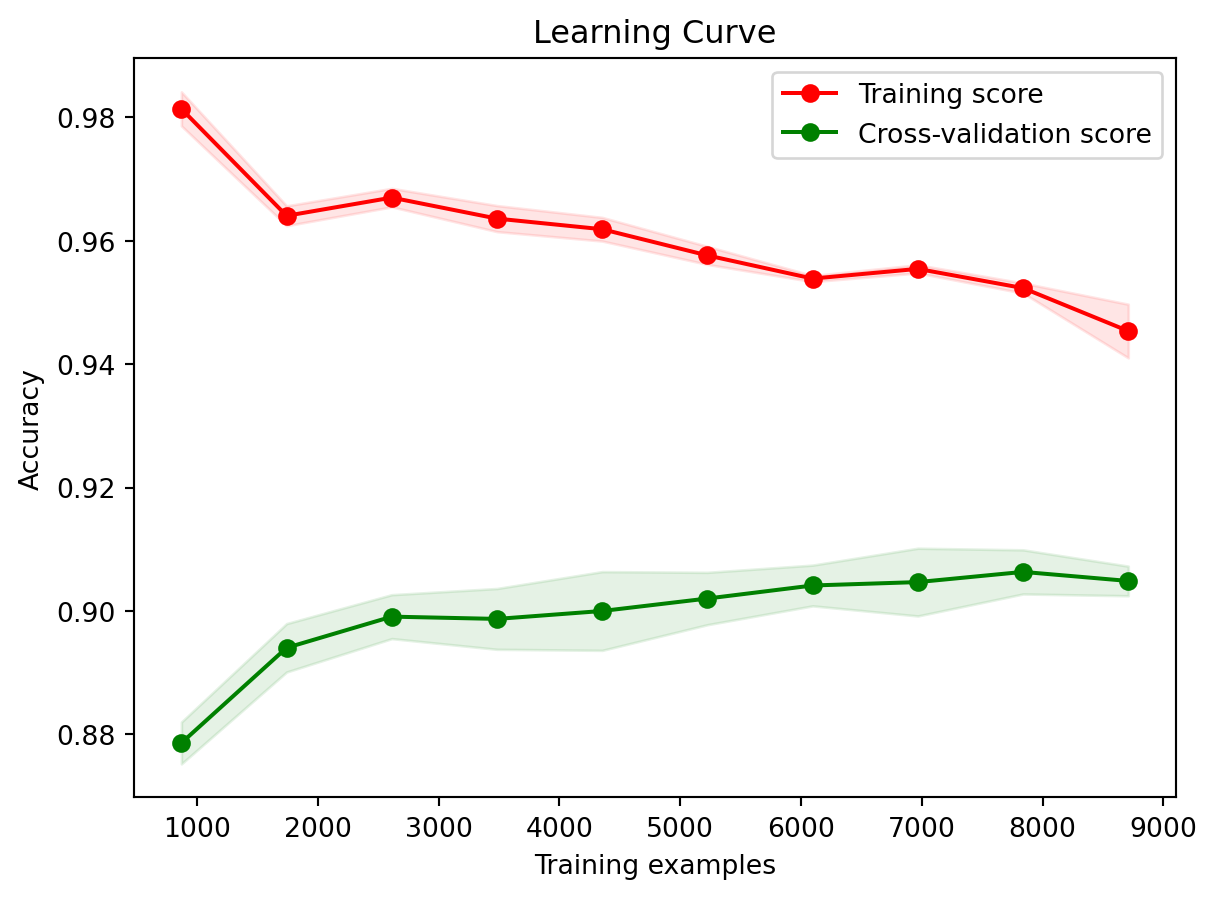 Learning Curve
Training score
Cross-validation score
0.98
0.96
0.94
0.92
0.90
0.88
Accuracy
1000 2000 3000 4000 5000 6000 7000 8000 9000
Training examples